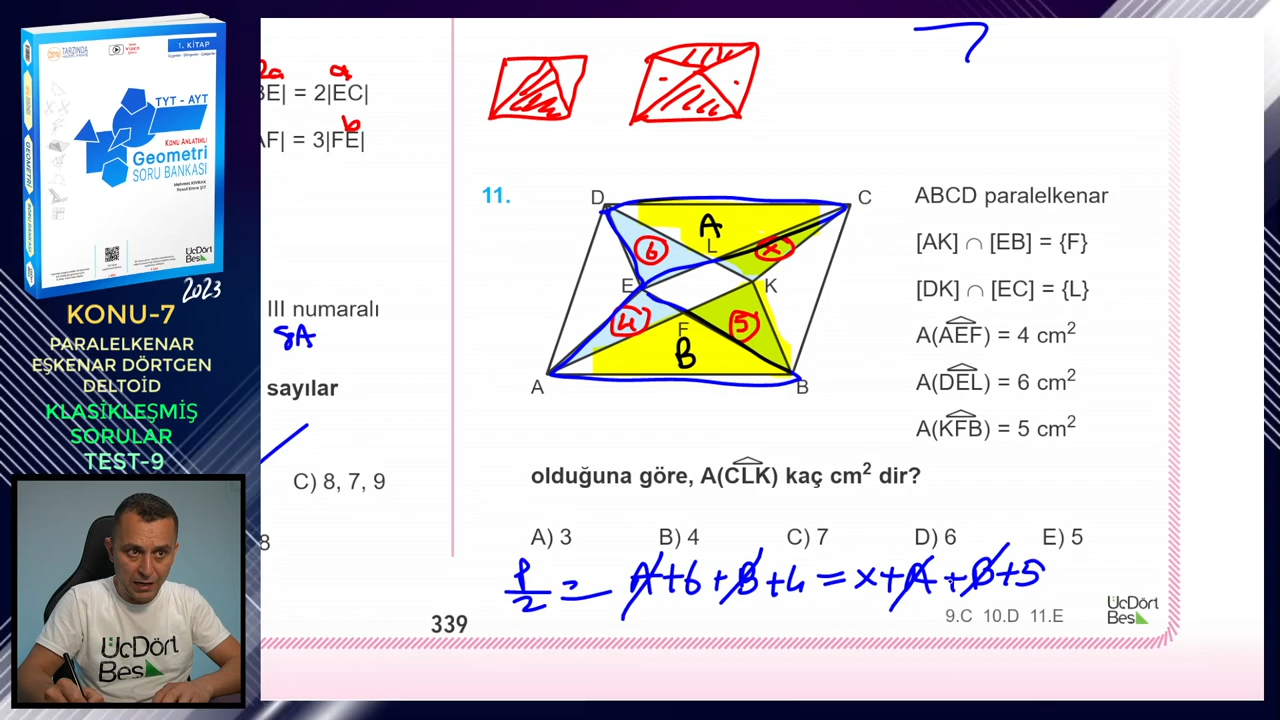 1. KİTAP
TYT - AYT
KONU ANLATIMLI
Geometri
SORU BANKASI
ÜçDört
Beş
2023
KONU-7
PARALELKENAR
EŞKENAR DÖRTGEN
DELTOİD
KLASİKLEŞMİŞ
SORULAR
TEST-9
ÜçDört
Beş
2a a
BE| = 2|EC|
b
AF| = 3|FE|
III numaralı
8A
sayılar
C) 8, 7, 9
8
339
11.
D C
A
6 L x
E K
4 F 5
B
A B
ABCD paralelkenar
[AK] ∩ [EB] = {F}
[DK] ∩ [EC] = {L}
A(AEF) = 4 cm²
A(DEL) = 6 cm²
A(KFB) = 5 cm²
olduğuna göre, A(CLK) kaç cm² dir?
A) 3 B) 4 C) 7 D) 6 E) 5
A+6+B+4=x+A+B+5
9.C 10.D 11.E
ÜçDört
Beş